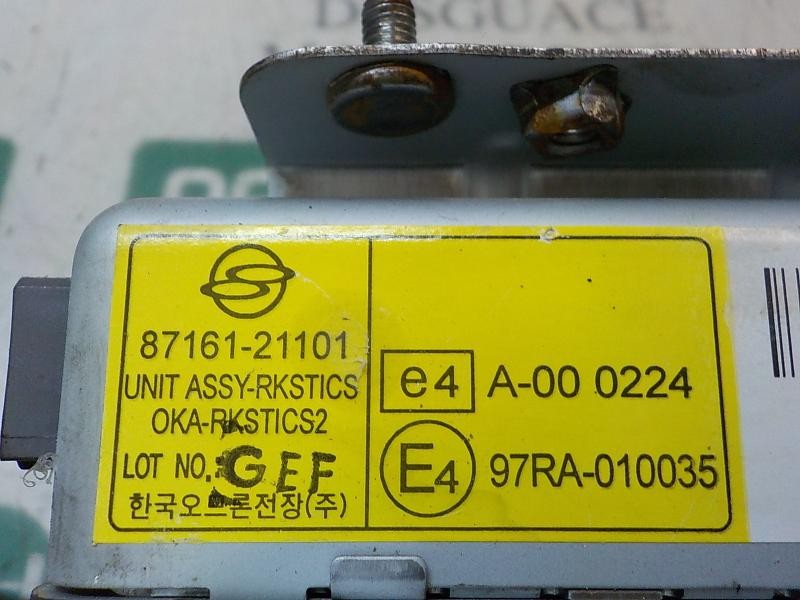 DESGUACE
87161-21101
UNIT ASSY-RKSTICS
OKA-RKSTICS2
LOT NO.: GEF
한국오므론전장(주)
e4 A-00 0224
E4 97RA-010035